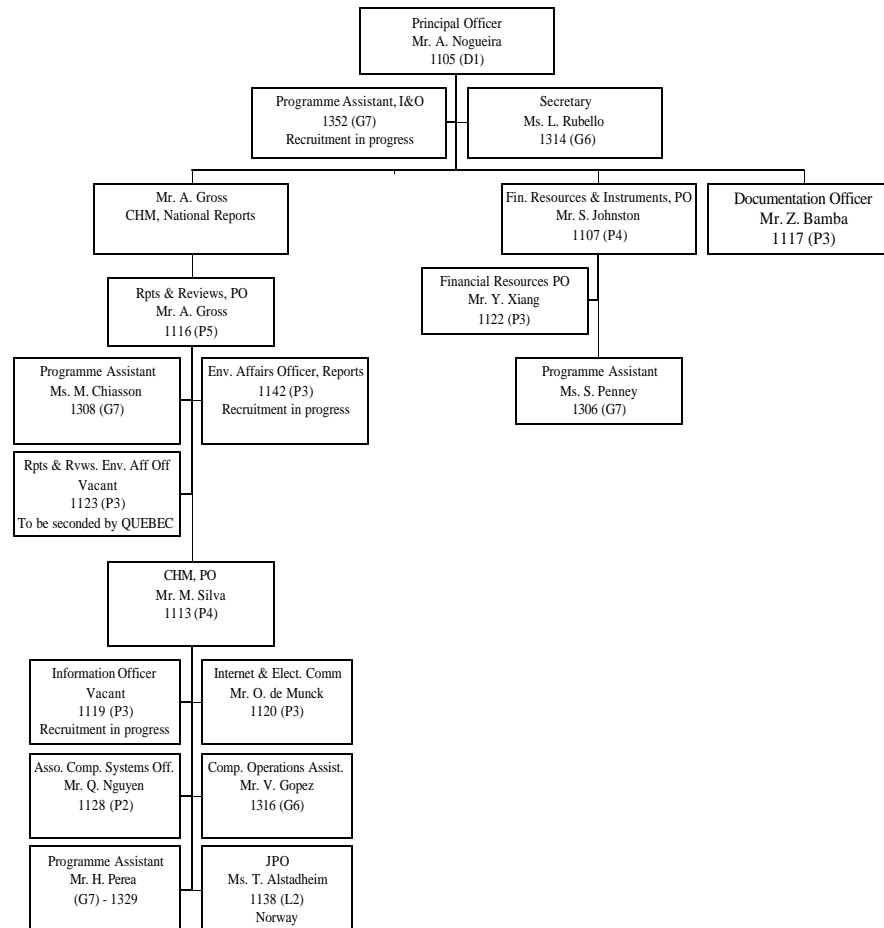 Principal Officer
Mr. A. Nogueira
1105 (D1)
Programme Assistant, I&O
1352 (G7)
Recruitment in progress
Secretary
Ms. L. Rubello
1314 (G6)
Mr. A. Gross
CHM, National Reports
Fin. Resources & Instruments, PO
Mr. S. Johnston
1107 (P4)
Documentation Officer
Mr. Z. Bamba
1117 (P3)
Rpts & Reviews, PO
Mr. A. Gross
1116 (P5)
Financial Resources PO
Mr. Y. Xiang
1122 (P3)
Programme Assistant
Ms. M. Chiasson
1308 (G7)
Env. Affairs Officer, Reports
1142 (P3)
Recruitment in progress
Programme Assistant
Ms. S. Penney
1306 (G7)
Rpts & Rvws. Env. Aff Off
Vacant
1123 (P3)
To be seconded by QUEBEC
CHM, PO
Mr. M. Silva
1113 (P4)
Information Officer
Vacant
1119 (P3)
Recruitment in progress
Internet & Elect. Comm
Mr. O. de Munck
1120 (P3)
Asso. Comp. Systems Off.
Mr. Q. Nguyen
1128 (P2)
Comp. Operations Assist.
Mr. V. Gopez
1316 (G6)
Programme Assistant
Mr. H. Perea
(G7) - 1329
JPO
Ms. T. Alstadheim
1138 (L2)
Norway